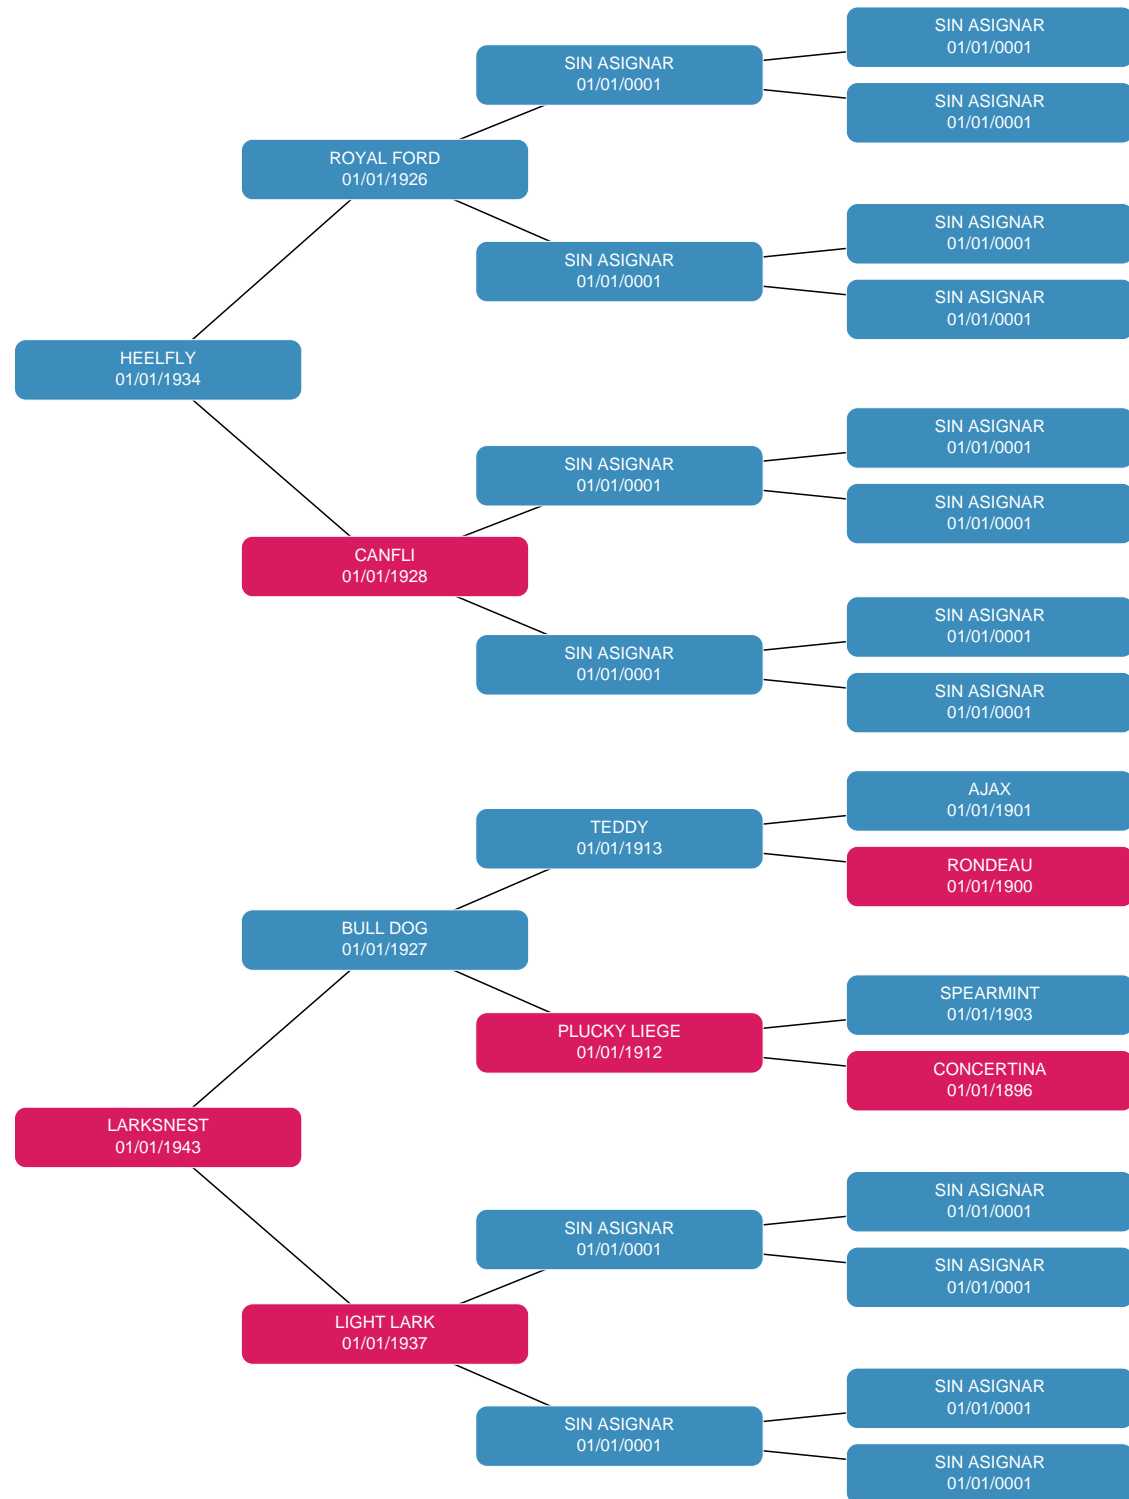 SIN ASIGNAR
01/01/0001
SIN ASIGNAR
01/01/0001
SIN ASIGNAR
01/01/0001
ROYAL FORD
01/01/1926
SIN ASIGNAR
01/01/0001
SIN ASIGNAR
01/01/0001
SIN ASIGNAR
01/01/0001
HEELFLY
01/01/1934
SIN ASIGNAR
01/01/0001
SIN ASIGNAR
01/01/0001
SIN ASIGNAR
01/01/0001
CANFLI
01/01/1928
SIN ASIGNAR
01/01/0001
SIN ASIGNAR
01/01/0001
SIN ASIGNAR
01/01/0001
AJAX
01/01/1901
TEDDY
01/01/1913
RONDEAU
01/01/1900
BULL DOG
01/01/1927
SPEARMINT
01/01/1903
PLUCKY LIEGE
01/01/1912
CONCERTINA
01/01/1896
LARKSNEST
01/01/1943
SIN ASIGNAR
01/01/0001
SIN ASIGNAR
01/01/0001
SIN ASIGNAR
01/01/0001
LIGHT LARK
01/01/1937
SIN ASIGNAR
01/01/0001
SIN ASIGNAR
01/01/0001
SIN ASIGNAR
01/01/0001